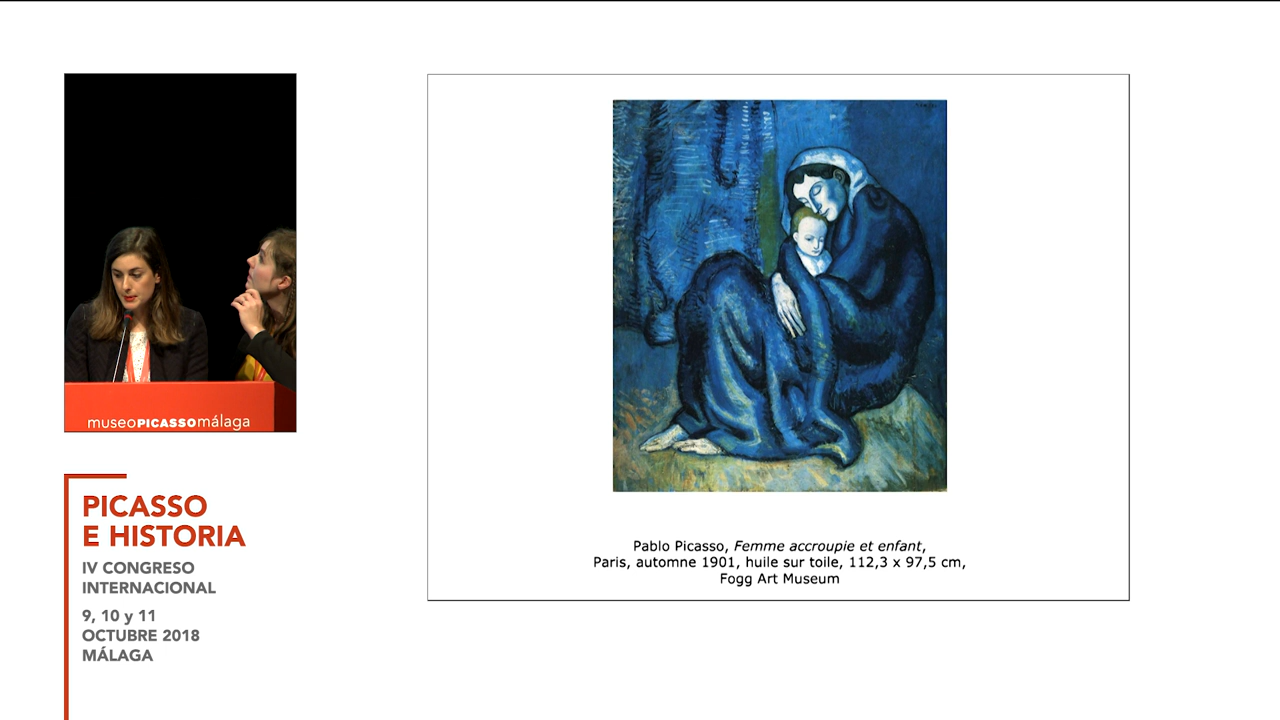 museoPICASSOmálaga
PICASSO
E HISTORIA
IV CONGRESO
INTERNACIONAL
9, 10 y 11
OCTUBRE 2018
MÁLAGA
Pablo Picasso, Femme accroupie et enfant,
Paris, automne 1901, huile sur toile, 112,3 x 97,5 cm,
Fogg Art Museum